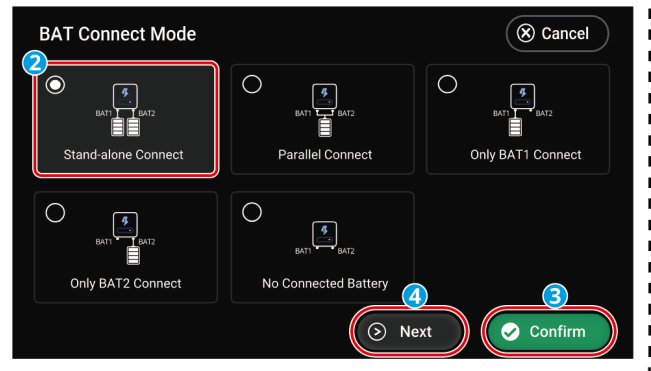 BAT Connect Mode
Cancel
2
BAT1 BAT2
Stand-alone Connect
BAT1 BAT2
Parallel Connect
BAT1 BAT2
Only BAT1 Connect
BAT1 BAT2
Only BAT2 Connect
BAT1 BAT2
No Connected Battery
4
Next
3
Confirm